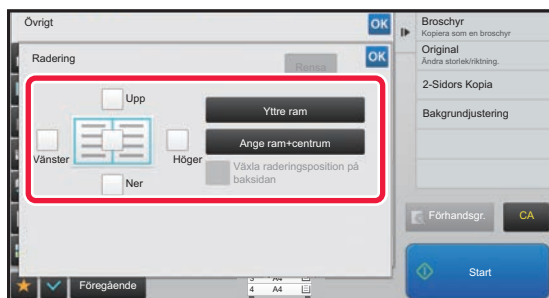 Övrigt
OK
Radering
Rensa
OK
Upp
Vänster
Höger
Ner
Yttre ram
Ange ram+centrum
Växla raderingsposition på
baksidan
Föregående
3 A4
4 A4
Broschyr
Kopiera som en broschyr
Original
Ändra storlek/riktning.
2-Sidors Kopia
Bakgrundjustering
Förhandsgr.
CA
Start